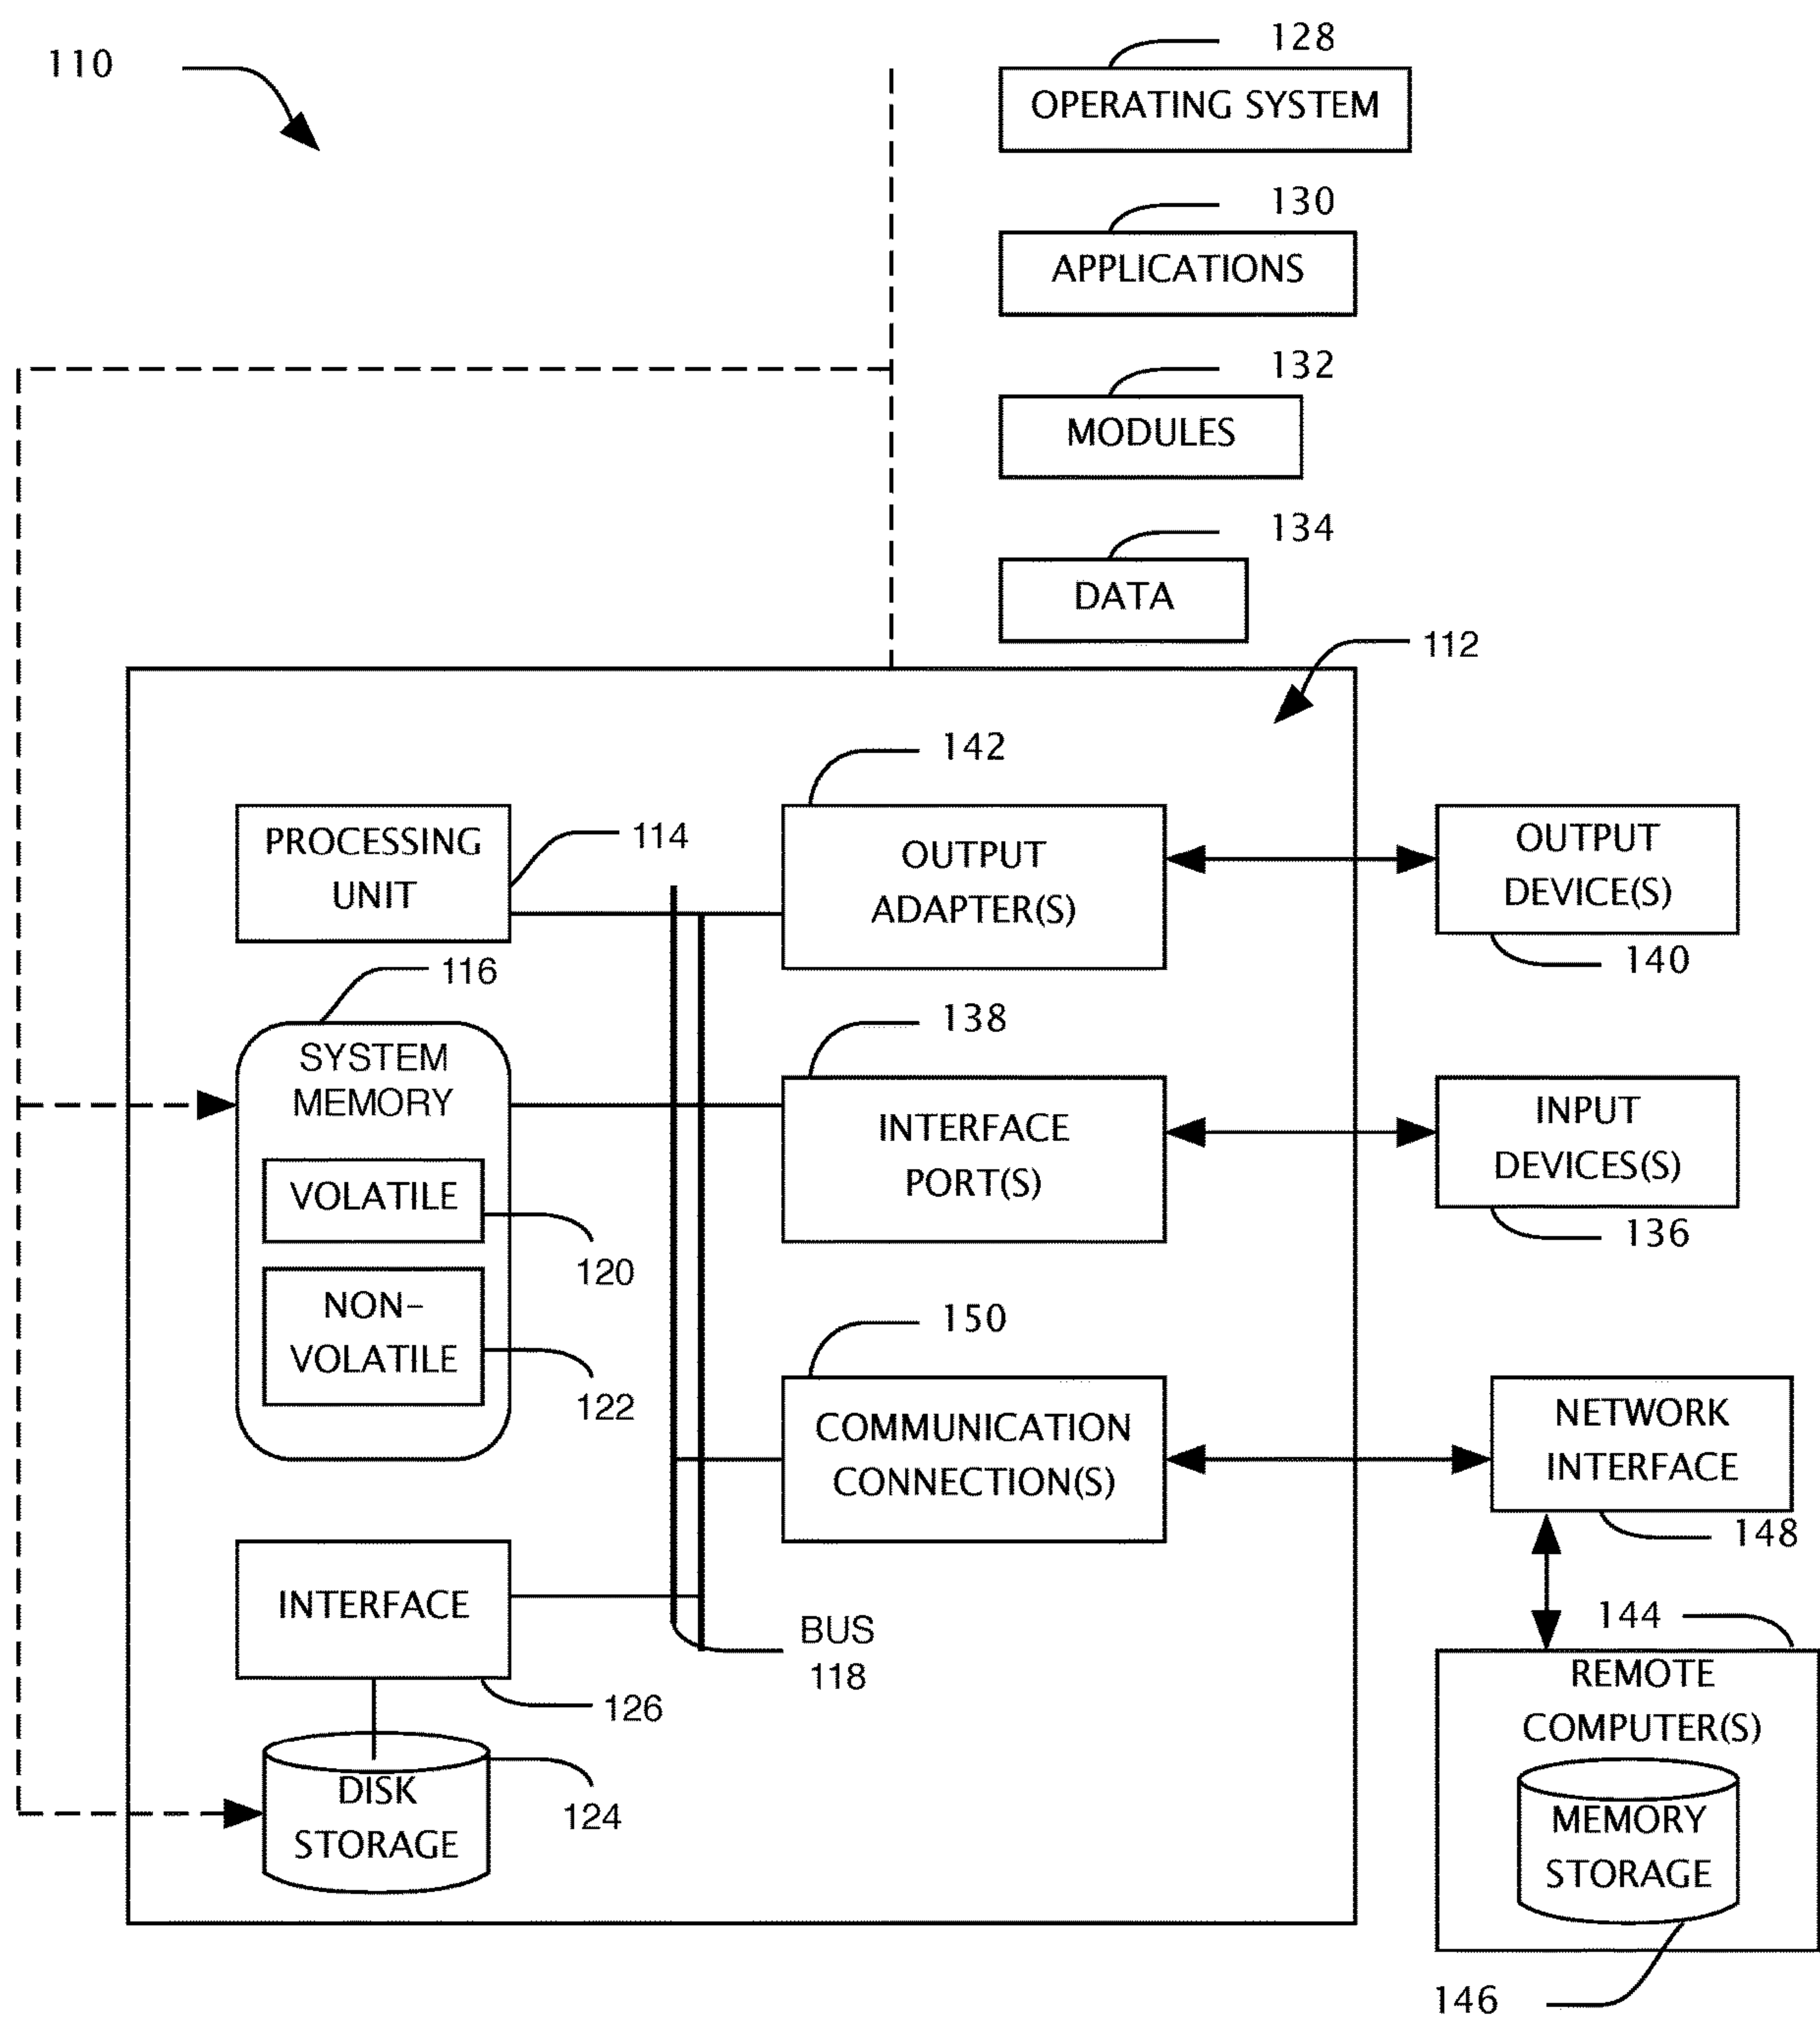 110
128
OPERATING SYSTEM
130
APPLICATIONS
132
MODULES
134
DATA
112
142
PROCESSING
UNIT
114
OUTPUT
ADAPTER(S)
OUTPUT
DEVICE(S)
140
116
SYSTEM
MEMORY
138
INTERFACE
PORT(S)
INPUT
DEVICES(S)
136
VOLATILE
120
NON-
VOLATILE
122
150
COMMUNICATION
CONNECTION(S)
NETWORK
INTERFACE
148
INTERFACE
126
BUS
118
144
REMOTE
COMPUTER(S)
DISK
STORAGE
124
MEMORY
STORAGE
146